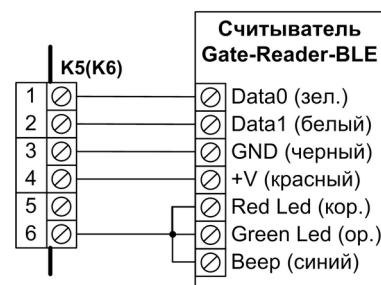 Считыватель
Gate-Reader-BLE
K5(K6)
1 Data0 (зел.)
2 Data1 (белый)
3 GND (черный)
4 +V (красный)
5 Red Led (кор.)
6 Green Led (ор.)
Beep (синий)